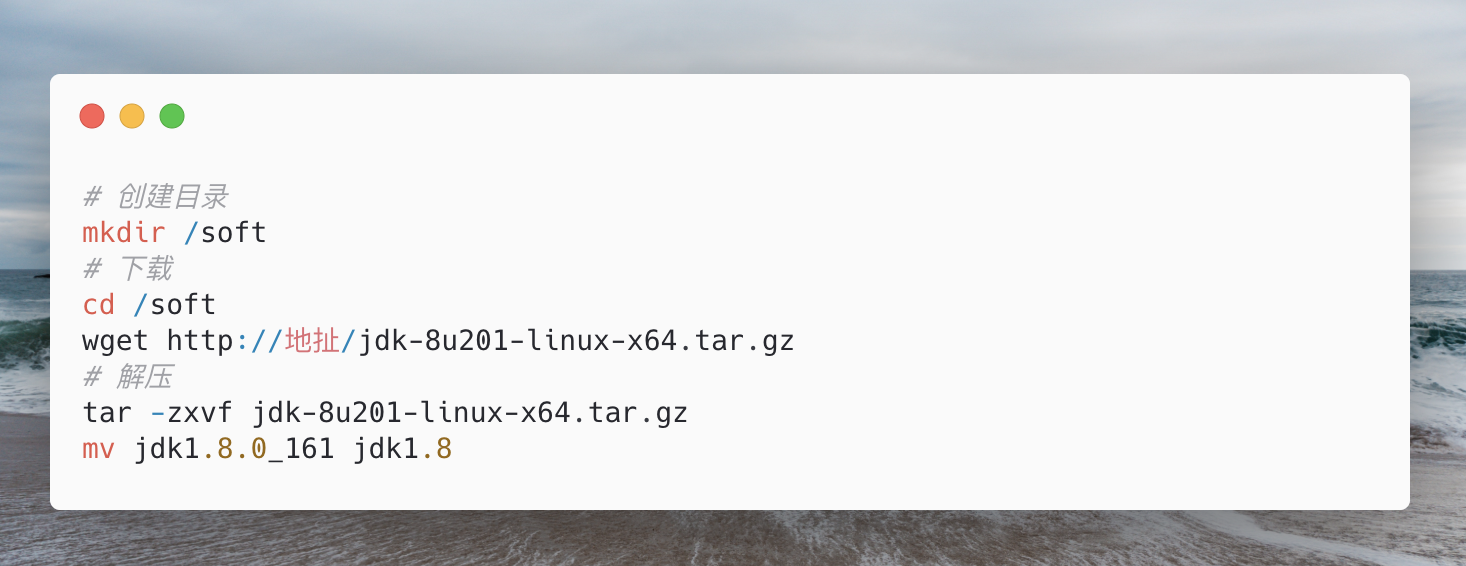 # 创建目录
mkdir /soft
# 下载
cd /soft
wget http://地扯/jdk-8u201-linux-x64.tar.gz
# 解压
tar -zxvf jdk-8u201-linux-x64.tar.gz
mv jdk1.8.0_161 jdk1.8